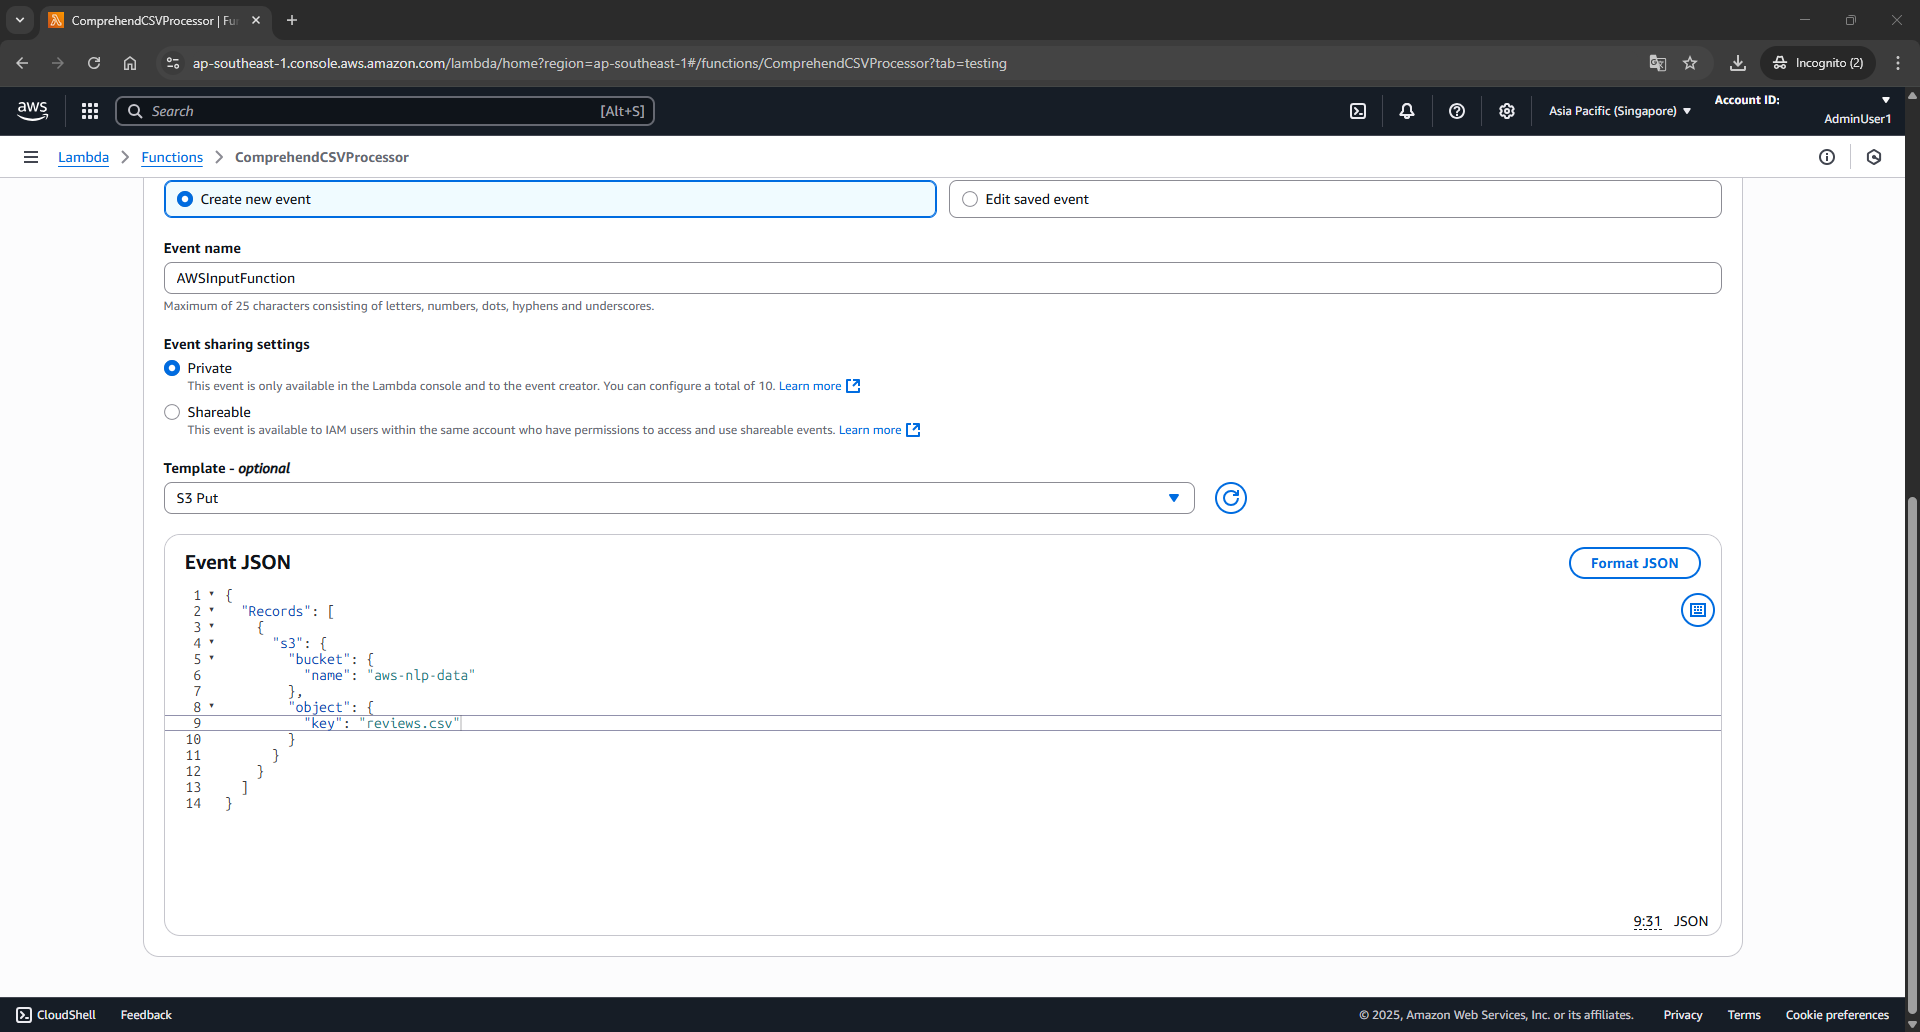 ComprehendCSVProcessor | Fu
ap-southeast-1.console.aws.amazon.com/lambda/home?region=ap-southeast-1#/functions/ComprehendCSVProcessor?tab=testing
Incognito (2)
aws
Search
[Alt+S]
Asia Pacific (Singapore)
Account ID:
AdminUser1
Lambda
Functions
ComprehendCSVProcessor
Create new event
Edit saved event
Event name
AWSInputFunction
Maximum of 25 characters consisting of letters, numbers, dots, hyphens and underscores.
Event sharing settings
Private
This event is only available in the Lambda console and to the event creator. You can configure a total of 10. Learn more
Shareable
This event is available to IAM users within the same account who have permissions to access and use shareable events. Learn more
Template - optional
S3 Put
Event JSON
Format JSON
1 {
2 "Records": [
3 {
4 "s3": {
5 "bucket": {
6 "name": "aws-nlp-data"
7 },
8 "object": {
9 "key": "reviews.csv"
10 }
11 }
12 }
13 ]
14 }
9:31 JSON
CloudShell
Feedback
© 2025, Amazon Web Services, Inc. or its affiliates.
Privacy
Terms
Cookie preferences